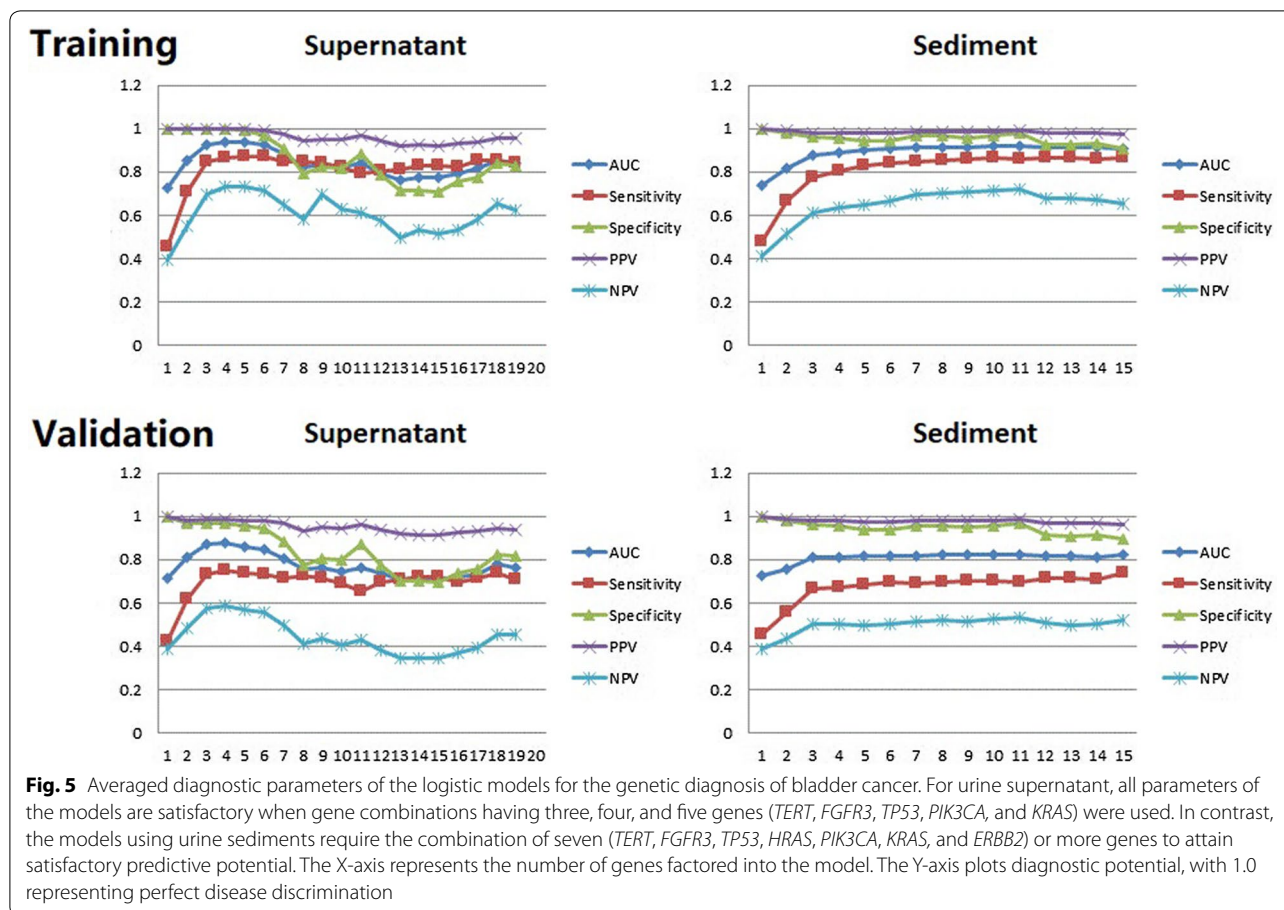 Training
Supernatant
1.2
1
0.8
0.6
0.4
0.2
0
1 2 3 4 5 6 7 8 9 10 11 12 13 14 15 16 17 18 19 20
AUC
Sensitivity
Specificity
PPV
NPV
Sediment
1.2
1
0.8
0.6
0.4
0.2
0
1 2 3 4 5 6 7 8 9 10 11 12 13 14 15
AUC
Sensitivity
Specificity
PPV
NPV
Validation
Supernatant
1.2
1
0.8
0.6
0.4
0.2
0
1 2 3 4 5 6 7 8 9 10 11 12 13 14 15 16 17 18 19 20
AUC
Sensitivity
Specificity
PPV
NPV
Sediment
1.2
1
0.8
0.6
0.4
0.2
0
1 2 3 4 5 6 7 8 9 10 11 12 13 14 15
AUC
Sensitivity
Specificity
PPV
NPV
Fig. 5 Averaged diagnostic parameters of the logistic models for the genetic diagnosis of bladder cancer. For urine supernatant, all parameters of
the models are satisfactory when gene combinations having three, four, and five genes (TERT, FGFR3, TP53, PIK3CA, and KRAS) were used. In contrast,
the models using urine sediments require the combination of seven (TERT, FGFR3, TP53, HRAS, PIK3CA, KRAS, and ERBB2) or more genes to attain
satisfactory predictive potential. The X-axis represents the number of genes factored into the model. The Y-axis plots diagnostic potential, with 1.0
representing perfect disease discrimination